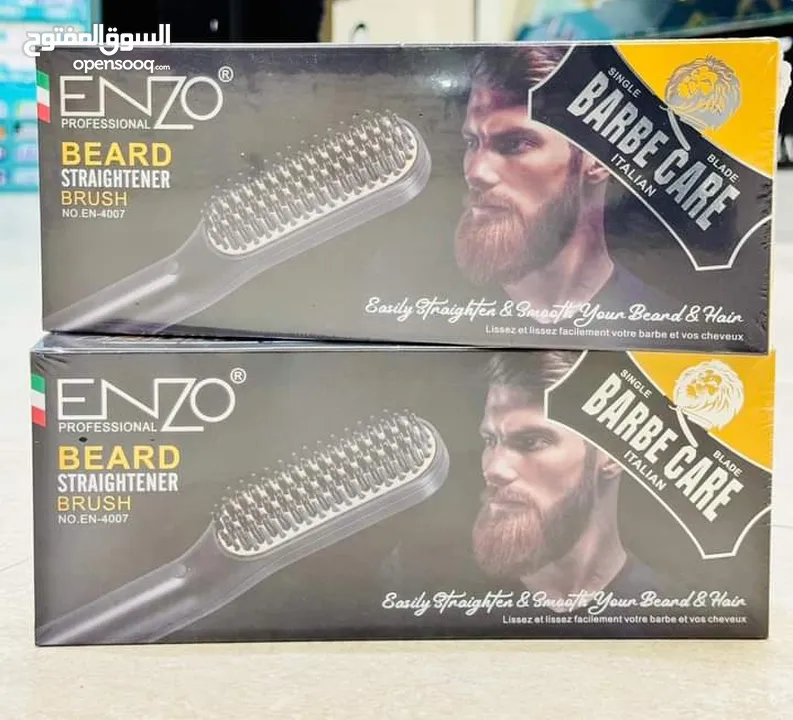 السوق المفتوح
opensooq.com
ENZO®
PROFESSIONAL
BEARD
STRAIGHTENER
BRUSH
NO.EN-4007
SINGLE
BLADE
BARBE CARE
ITALIAN
Easily Straighten & Smooth Your Beard & Hair
Lissez et lissez facilement votre barbe et vos cheveux
ENZO®
PROFESSIONAL
BEARD
STRAIGHTENER
BRUSH
NO.EN-4007
SINGLE
BLADE
BARBE CARE
ITALIAN
Easily Straighten & Smooth Your Beard & Hair
Lissez et lissez facilement votre barbe et vos cheveux